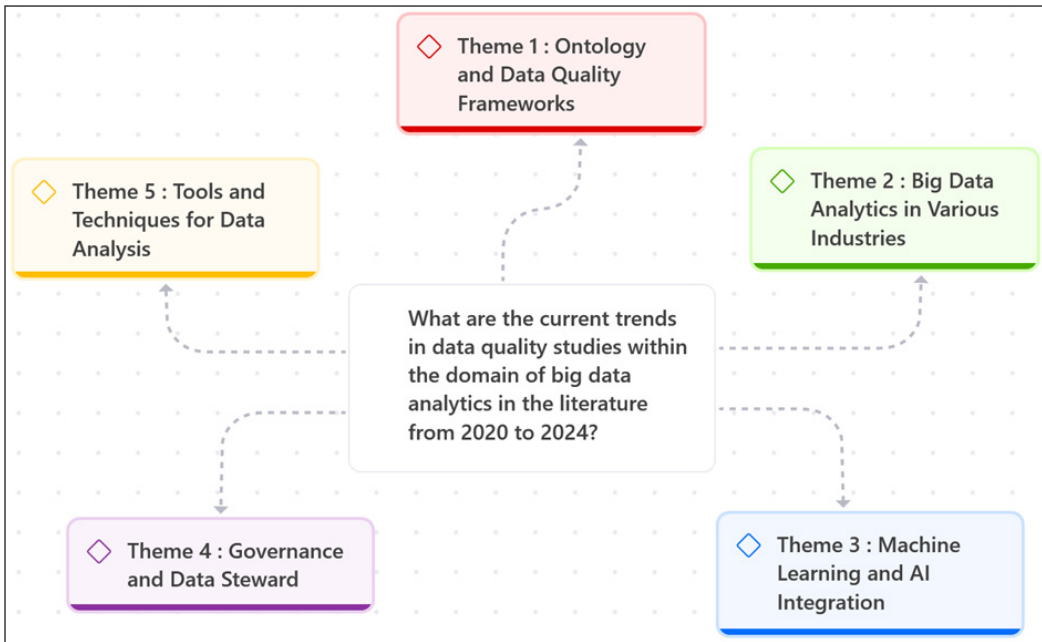 Theme 1 : Ontology
and Data Quality
Frameworks
Theme 5 : Tools and
Techniques for Data
Analysis
Theme 2 : Big Data
Analytics in Various
Industries
What are the current trends
in data quality studies within
the domain of big data
analytics in the literature
from 2020 to 2024?
Theme 4 : Governance
and Data Steward
Theme 3 : Machine
Learning and AI
Integration